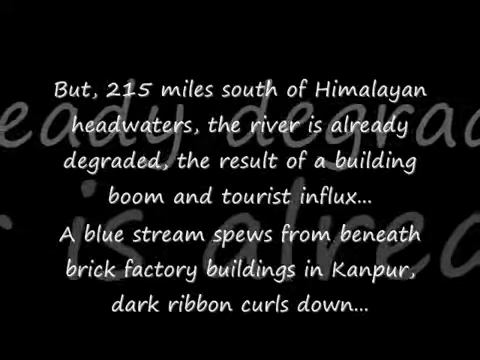 But, 215 miles south of Himalayan
headwaters, the river is already
degraded, the result of a building
boom and tourist influx...
A blue stream spews from beneath
brick factory buildings in Kanpur,
dark ribbon curls down...